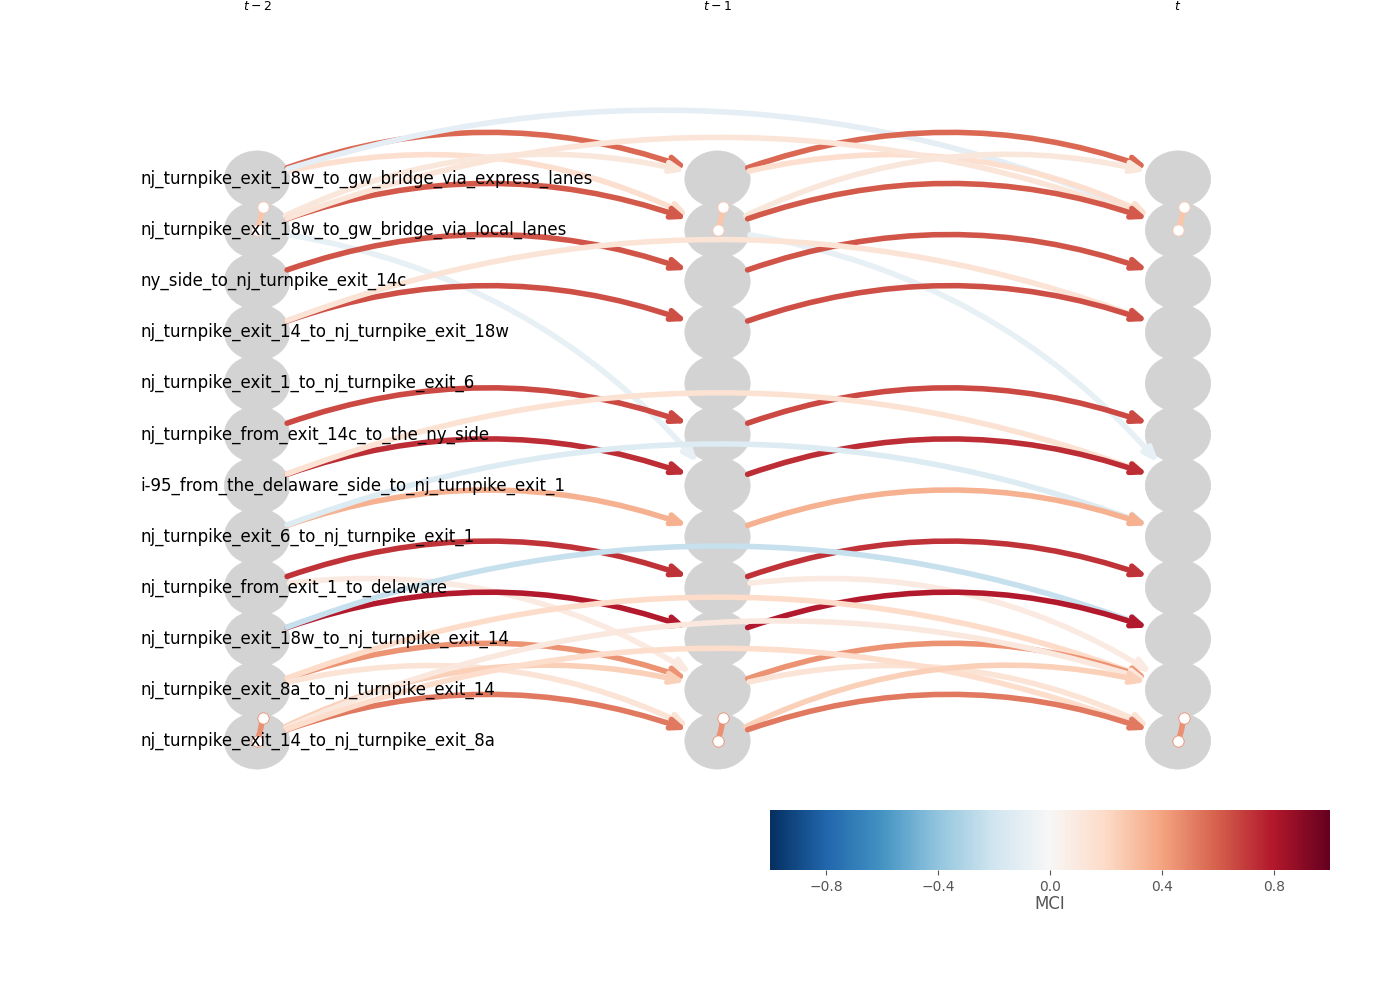 t − 2
t − 1
t
nj_turnpike_exit_18w_to_gw_bridge_via_express_lanes
nj_turnpike_exit_18w_to_gw_bridge_via_local_lanes
ny_side_to_nj_turnpike_exit_14c
nj_turnpike_exit_14_to_nj_turnpike_exit_18w
nj_turnpike_exit_1_to_nj_turnpike_exit_6
nj_turnpike_from_exit_14c_to_the_ny_side
i-95_from_the_delaware_side_to_nj_turnpike_exit_1
nj_turnpike_exit_6_to_nj_turnpike_exit_1
nj_turnpike_from_exit_1_to_delaware
nj_turnpike_exit_18w_to_nj_turnpike_exit_14
nj_turnpike_exit_8a_to_nj_turnpike_exit_14
nj_turnpike_exit_14_to_nj_turnpike_exit_8a
−0.8 −0.4 0.0 0.4 0.8
MCI